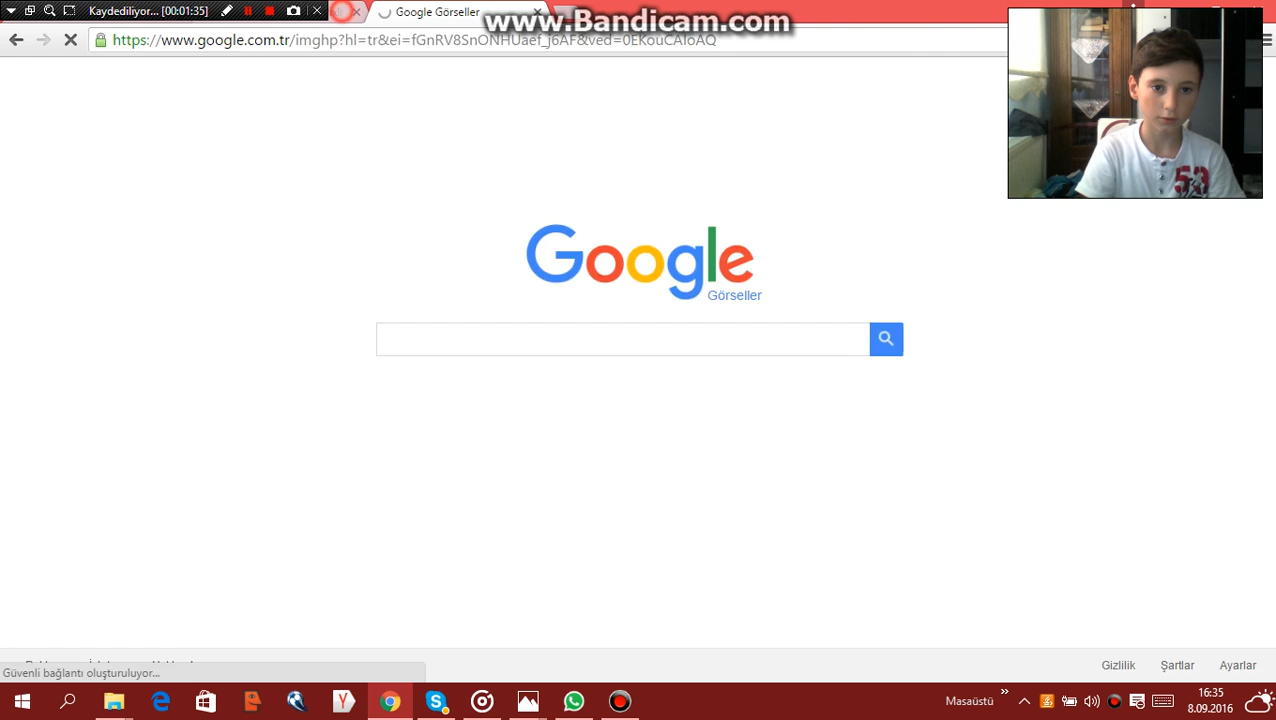 Kaydediliyor... [00:01:35]
Google Görseller
www.Bandicam.com
https://www.google.com.tr/imghp?hl=tr&ei=fGnRV8SnONHUaef_j6AF&ved=0EKouCAIoAQ
53
Google
Görseller
Güvenli bağlantı oluşturuluyor...
Gizlilik Şartlar Ayarlar
Masaüstü
16:35
8.09.2016